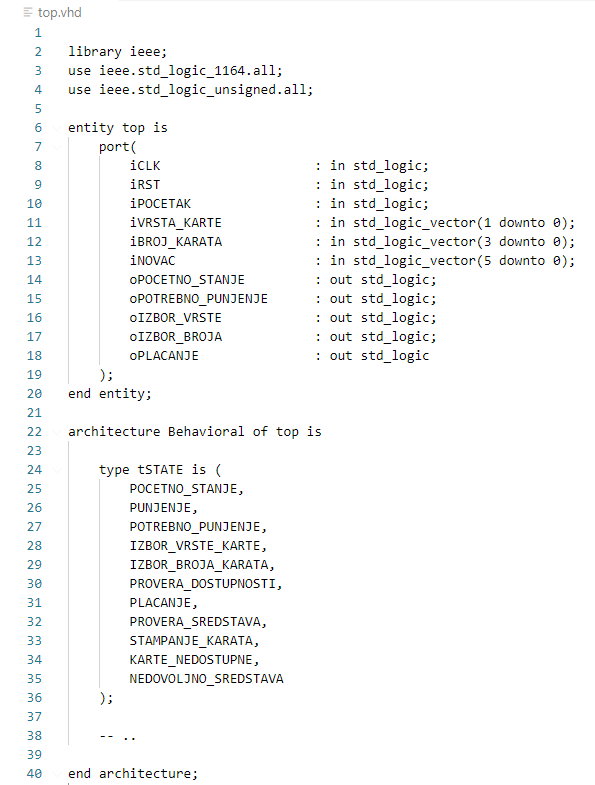 top.vhd
1
2 library ieee;
3 use ieee.std_logic_1164.all;
4 use ieee.std_logic_unsigned.all;
5
6 entity top is
7     port(
8         iCLK                    : in std_logic;
9         iRST                    : in std_logic;
10         iPOCETAK                : in std_logic;
11         iVRSTA_KARTE            : in std_logic_vector(1 downto 0);
12         iBROJ_KARATA            : in std_logic_vector(3 downto 0);
13         iNOVAC                  : in std_logic_vector(5 downto 0);
14         oPOCETNO_STANJE         : out std_logic;
15         oPOTREBNO_PUNJENJE      : out std_logic;
16         oIZBOR_VRSTE            : out std_logic;
17         oIZBOR_BROJA            : out std_logic;
18         oPLACANJE               : out std_logic
19     );
20 end entity;
21
22 architecture Behavioral of top is
23
24     type tSTATE is (
25         POCETNO_STANJE,
26         PUNJENJE,
27         POTREBNO_PUNJENJE,
28         IZBOR_VRSTE_KARTE,
29         IZBOR_BROJA_KARATA,
30         PROVERA_DOSTUPNOSTI,
31         PLACANJE,
32         PROVERA_SREDSTAVA,
33         STAMPANJE_KARATA,
34         KARTE_NEDOSTUPNE,
35         NEDOVOLJNO_SREDSTAVA
36     );
37
38     -- ..
39
40 end architecture;